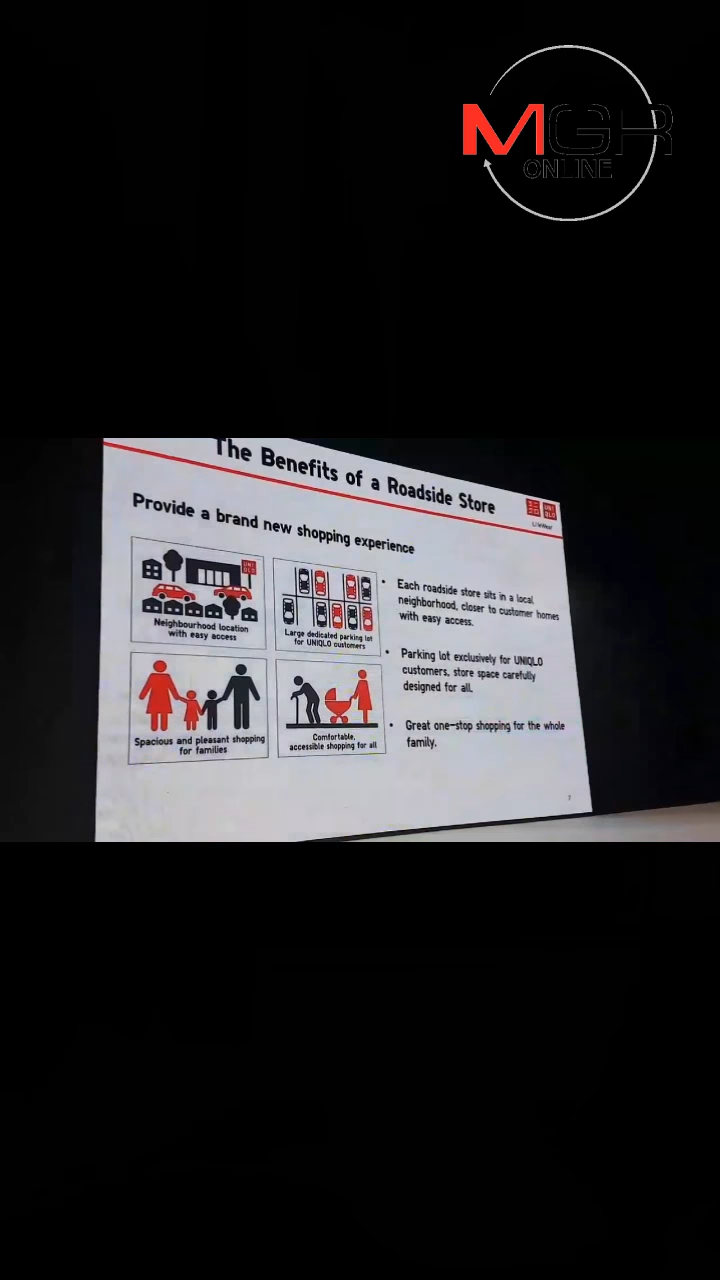 MGR
ONLINE
The Benefits of a Roadside Store
UNI
QLO
LifeWear
Provide a brand new shopping experience
UNI
QLO
Neighbourhood location
with easy access
Large dedicated parking lot
for UNIQLO customers
Spacious and pleasant shopping
for families
Comfortable,
accessible shopping for all
• Each roadside store sits in a local
neighborhood, closer to customer homes
with easy access.
• Parking lot exclusively for UNIQLO
customers, store space carefully
designed for all.
• Great one-stop shopping for the whole
family.
7